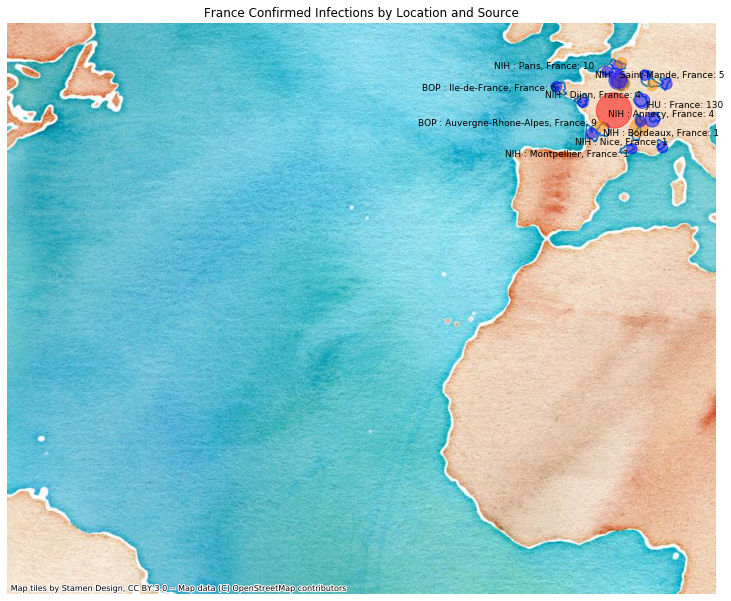 France Confirmed Infections by Location and Source
NIH : Paris, France: 10
NIH : Saint-Mande, France: 5
BOP : Ile-de-France, France: 6
NIH : Dijon, France: 4
JHU : France: 130
NIH : Annecy, France: 4
BOP : Auvergne-Rhone-Alpes, France: 9
NIH : Bordeaux, France: 1
NIH : Nice, France: 1
NIH : Montpellier, France: 1
Map tiles by Stamen Design, CC BY 3.0 -- Map data (C) OpenStreetMap contributors